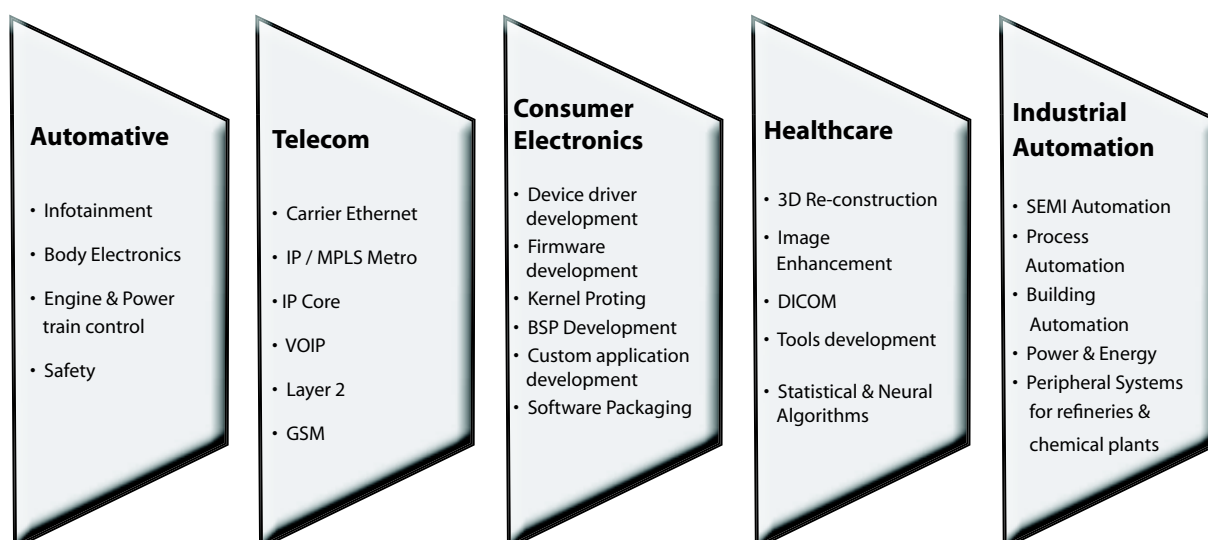 Automative
• Infotainment
• Body Electronics
• Engine & Power
train control
• Safety
Telecom
• Carrier Ethernet
• IP / MPLS Metro
• IP Core
• VOIP
• Layer 2
• GSM
Consumer
Electronics
• Device driver
development
• Firmware
development
• Kernel Proting
• BSP Development
• Custom application
development
• Software Packaging
Healthcare
• 3D Re-construction
• Image
Enhancement
• DICOM
• Tools development
• Statistical & Neural
Algorithms
Industrial
Automation
• SEMI Automation
• Process
Automation
• Building
Automation
• Power & Energy
• Peripheral Systems
for refineries &
chemical plants